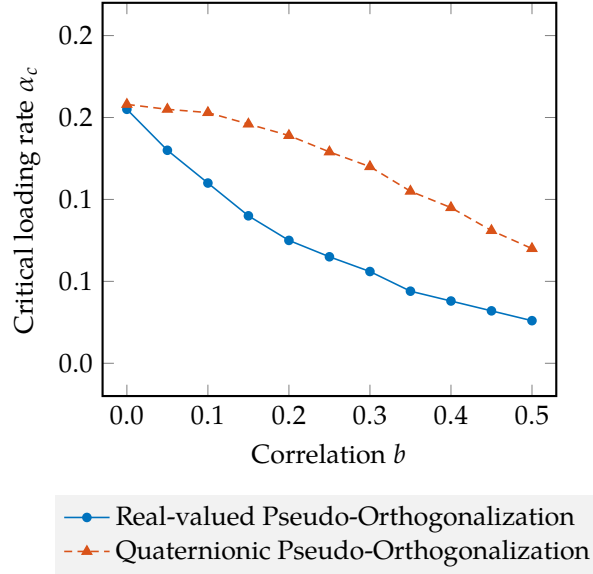 0.2
0.2
0.1
0.1
0.0
Critical loading rate α_c
0.0 0.1 0.2 0.3 0.4 0.5
Correlation b
Real-valued Pseudo-Orthogonalization
Quaternionic Pseudo-Orthogonalization